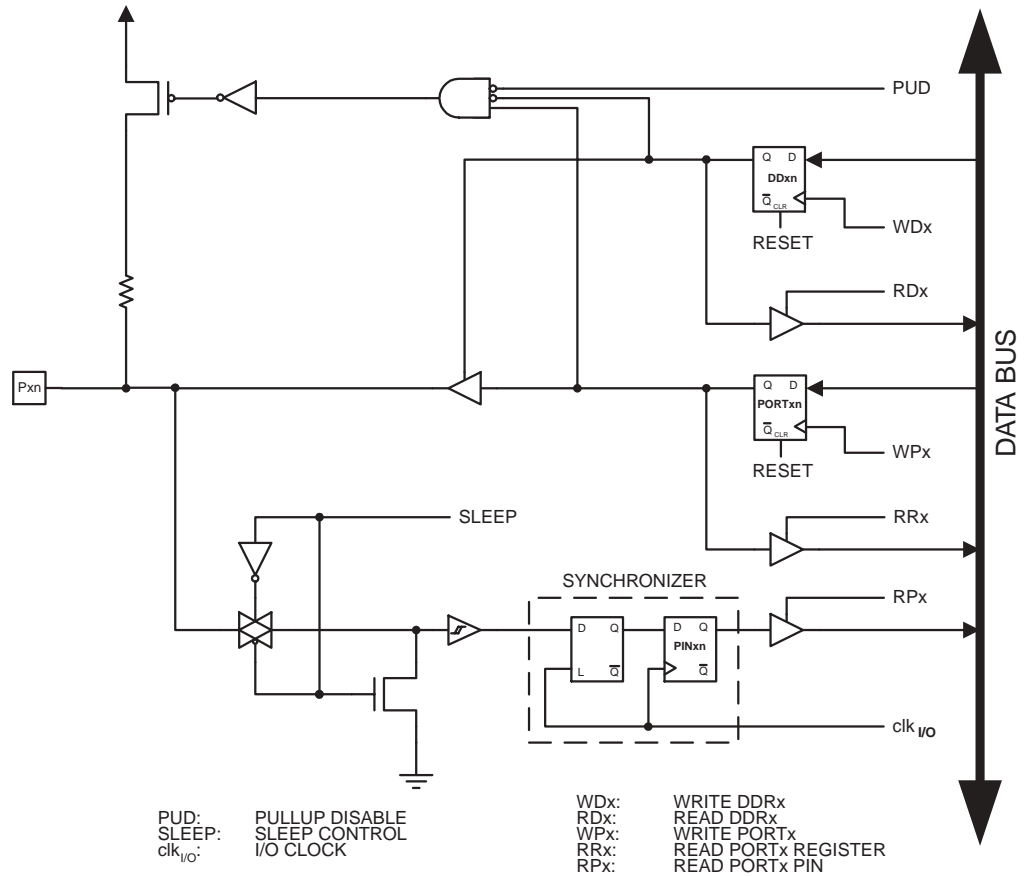 PUD
Q D
DDxn
Q CLR
WDx
RESET
RDx
Pxn
Q D
PORTxn
Q CLR
WPx
RESET
DATA BUS
SLEEP
RRx
SYNCHRONIZER
RPx
D Q
L Q
D Q
PINxn
Q
clk I/O
PUD: PULLUP DISABLE
SLEEP: SLEEP CONTROL
clkI/O: I/O CLOCK
WDx: WRITE DDRx
RDx: READ DDRx
WPx: WRITE PORTx
RRx: READ PORTx REGISTER
RPx: READ PORTx PIN